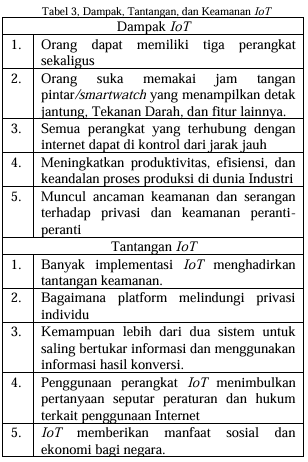 Tabel 3, Dampak, Tantangan, dan Keamanan IoT
Dampak IoT
1. Orang dapat memiliki tiga perangkat
sekaligus
2. Orang suka memakai jam tangan
pintar/smartwatch yang menampilkan detak
jantung, Tekanan Darah, dan fitur lainnya.
3. Semua perangkat yang terhubung dengan
internet dapat di kontrol dari jarak jauh
4. Meningkatkan produktivitas, efisiensi, dan
keandalan proses produksi di dunia Industri
5. Muncul ancaman keamanan dan serangan
terhadap privasi dan keamanan peranti-
peranti
Tantangan IoT
1. Banyak implementasi IoT menghadirkan
tantangan keamanan.
2. Bagaimana platform melindungi privasi
individu
3. Kemampuan lebih dari dua sistem untuk
saling bertukar informasi dan menggunakan
informasi hasil konversi.
4. Penggunaan perangkat IoT menimbulkan
pertanyaan seputar peraturan dan hukum
terkait penggunaan Internet
5. IoT memberikan manfaat sosial dan
ekonomi bagi negara.